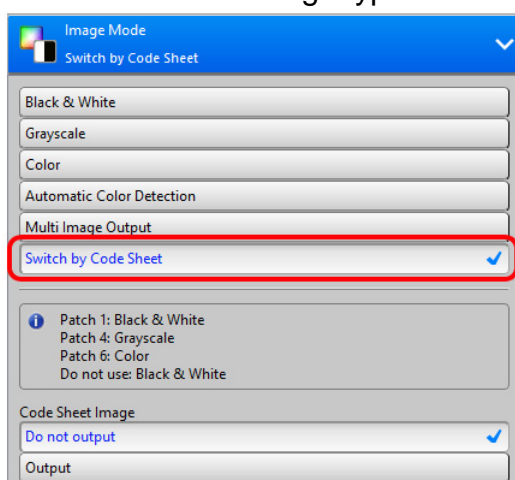 Image Mode
Switch by Code Sheet
Black & White
Grayscale
Color
Automatic Color Detection
Multi Image Output
Switch by Code Sheet
Patch 1: Black & White
Patch 4: Grayscale
Patch 6: Color
Do not use: Black & White
Code Sheet Image
Do not output
Output